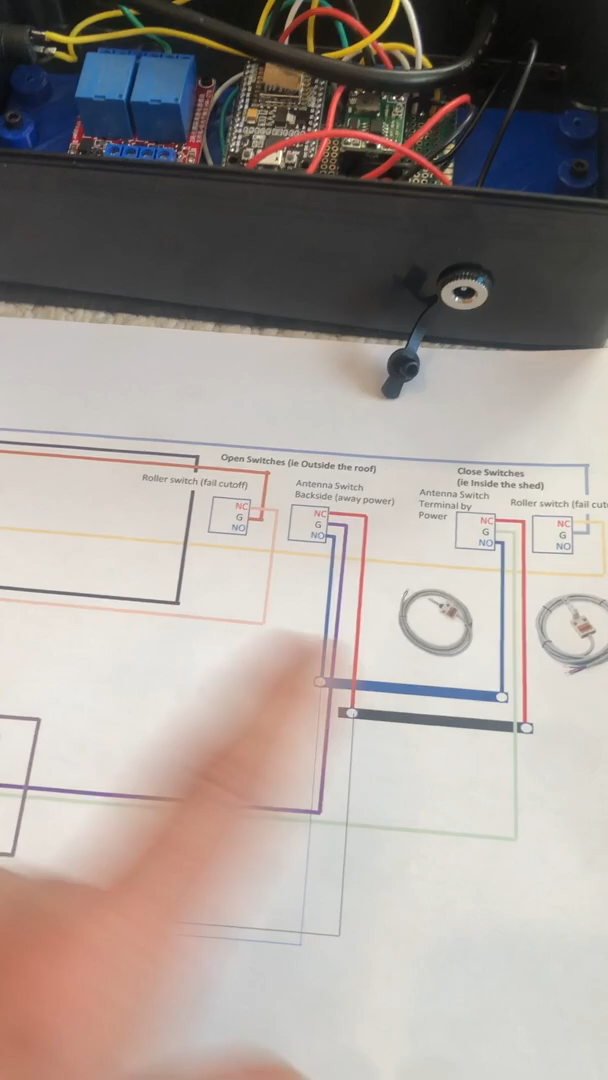 Open Switches (ie Outside the roof)
Roller switch (fail cutoff)
NC
G
NO
Antenna Switch
Backside (away power)
NC
G
NO
Close Switches
(ie Inside the shed)
Antenna Switch
Terminal by
Power
NC
G
NO
Roller switch (fail cut
NC
G
NO